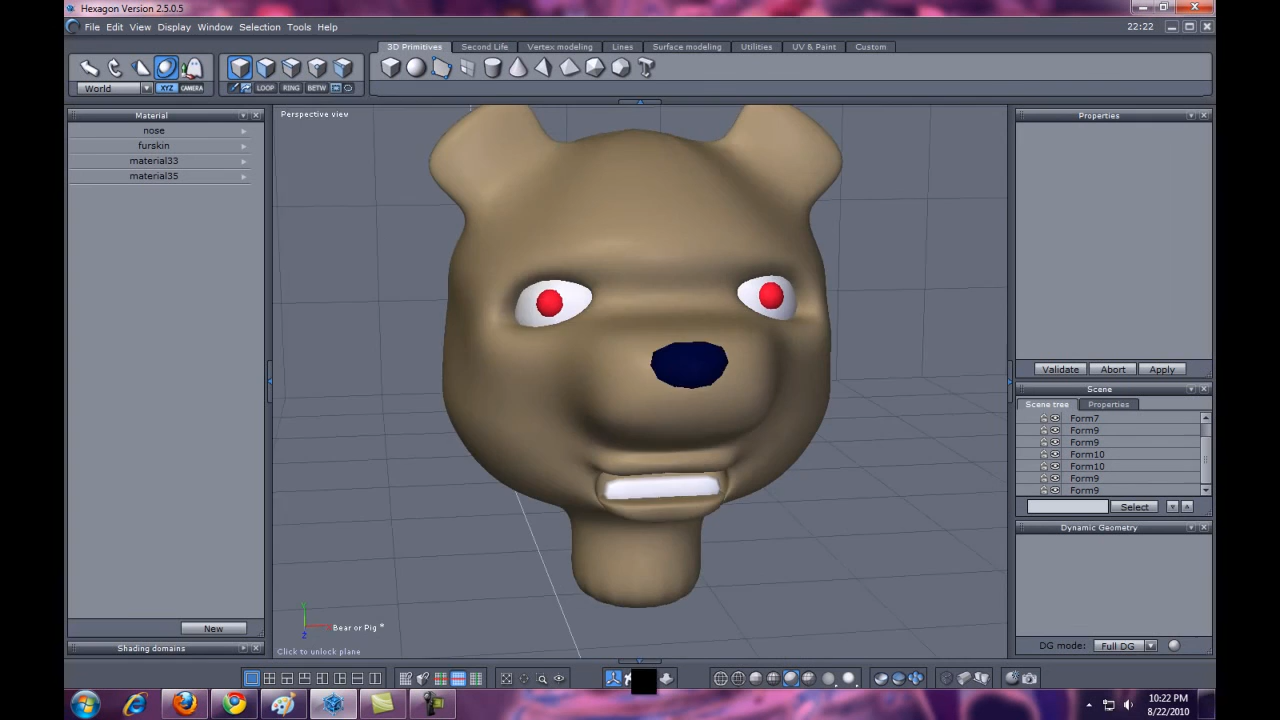 Hexagon Version 2.5.0.5
File Edit View Display Window Selection Tools Help 22:22
3D Primitives Second Life Vertex modeling Lines Surface modeling Utilities UV & Paint Custom
World XYZ CAMERA LOOP RING BETW
Material
nose
furskin
material33
material35
New
Shading domains
Perspective view
Y
Z
Bear or Pig *
Click to unlock plane
Properties
Validate Abort Apply
Scene
Scene tree Properties
Form7
Form9
Form9
Form10
Form10
Form9
Form9
Select
Dynamic Geometry
DG mode: Full DG
10:22 PM
8/22/2010